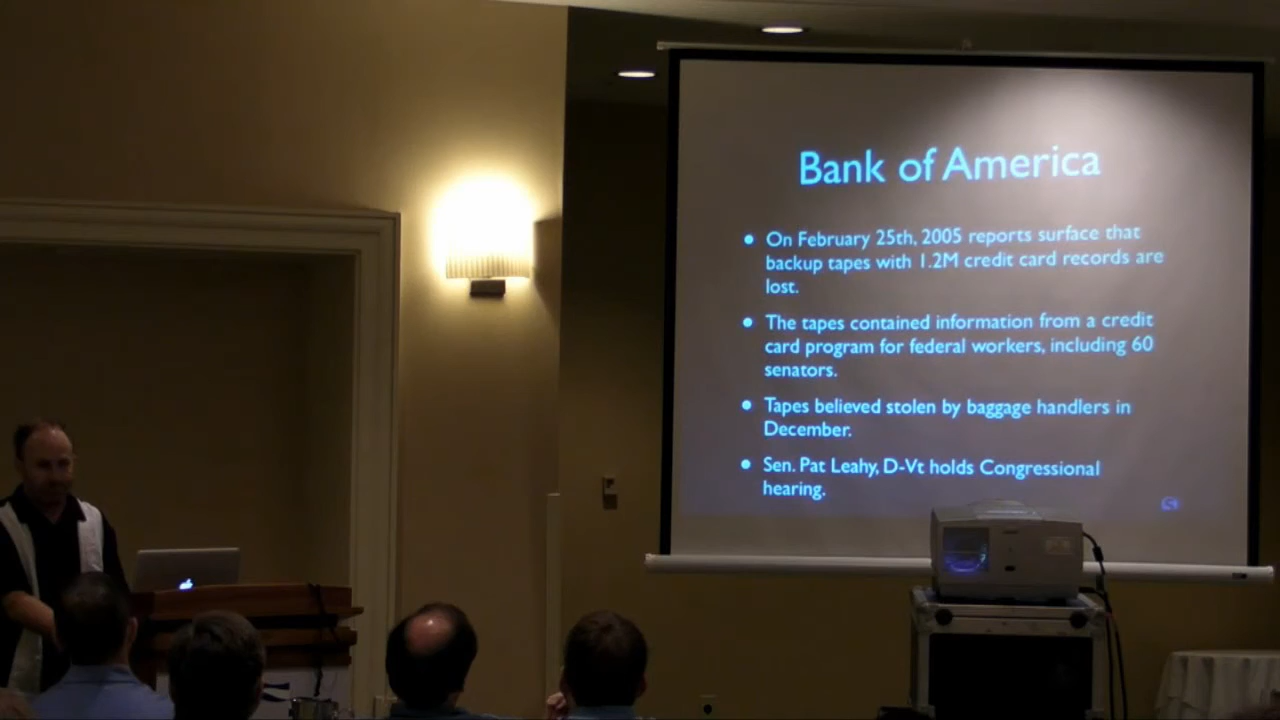 Bank of America
• On February 25th, 2005 reports surface that
backup tapes with 1.2M credit card records are
lost.
• The tapes contained information from a credit
card program for federal workers, including 60
senators.
• Tapes believed stolen by baggage handlers in
December.
• Sen. Pat Leahy, D-Vt holds Congressional
hearing.